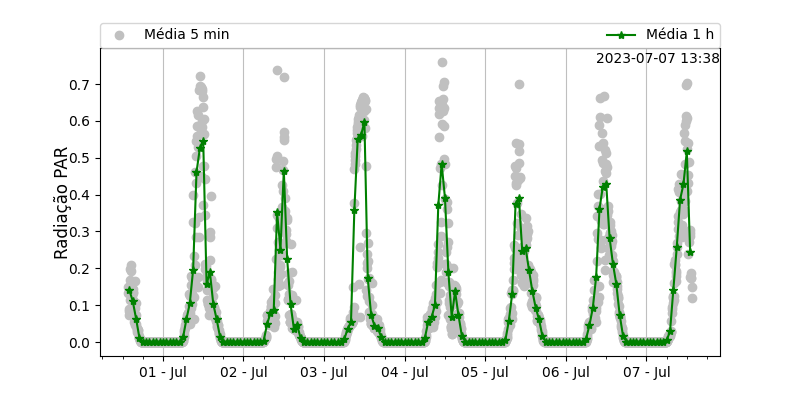 Média 5 min
Média 1 h
2023-07-07 13:38
Radiação PAR
0.7
0.6
0.5
0.4
0.3
0.2
0.1
0.0
01 - Jul
02 - Jul
03 - Jul
04 - Jul
05 - Jul
06 - Jul
07 - Jul